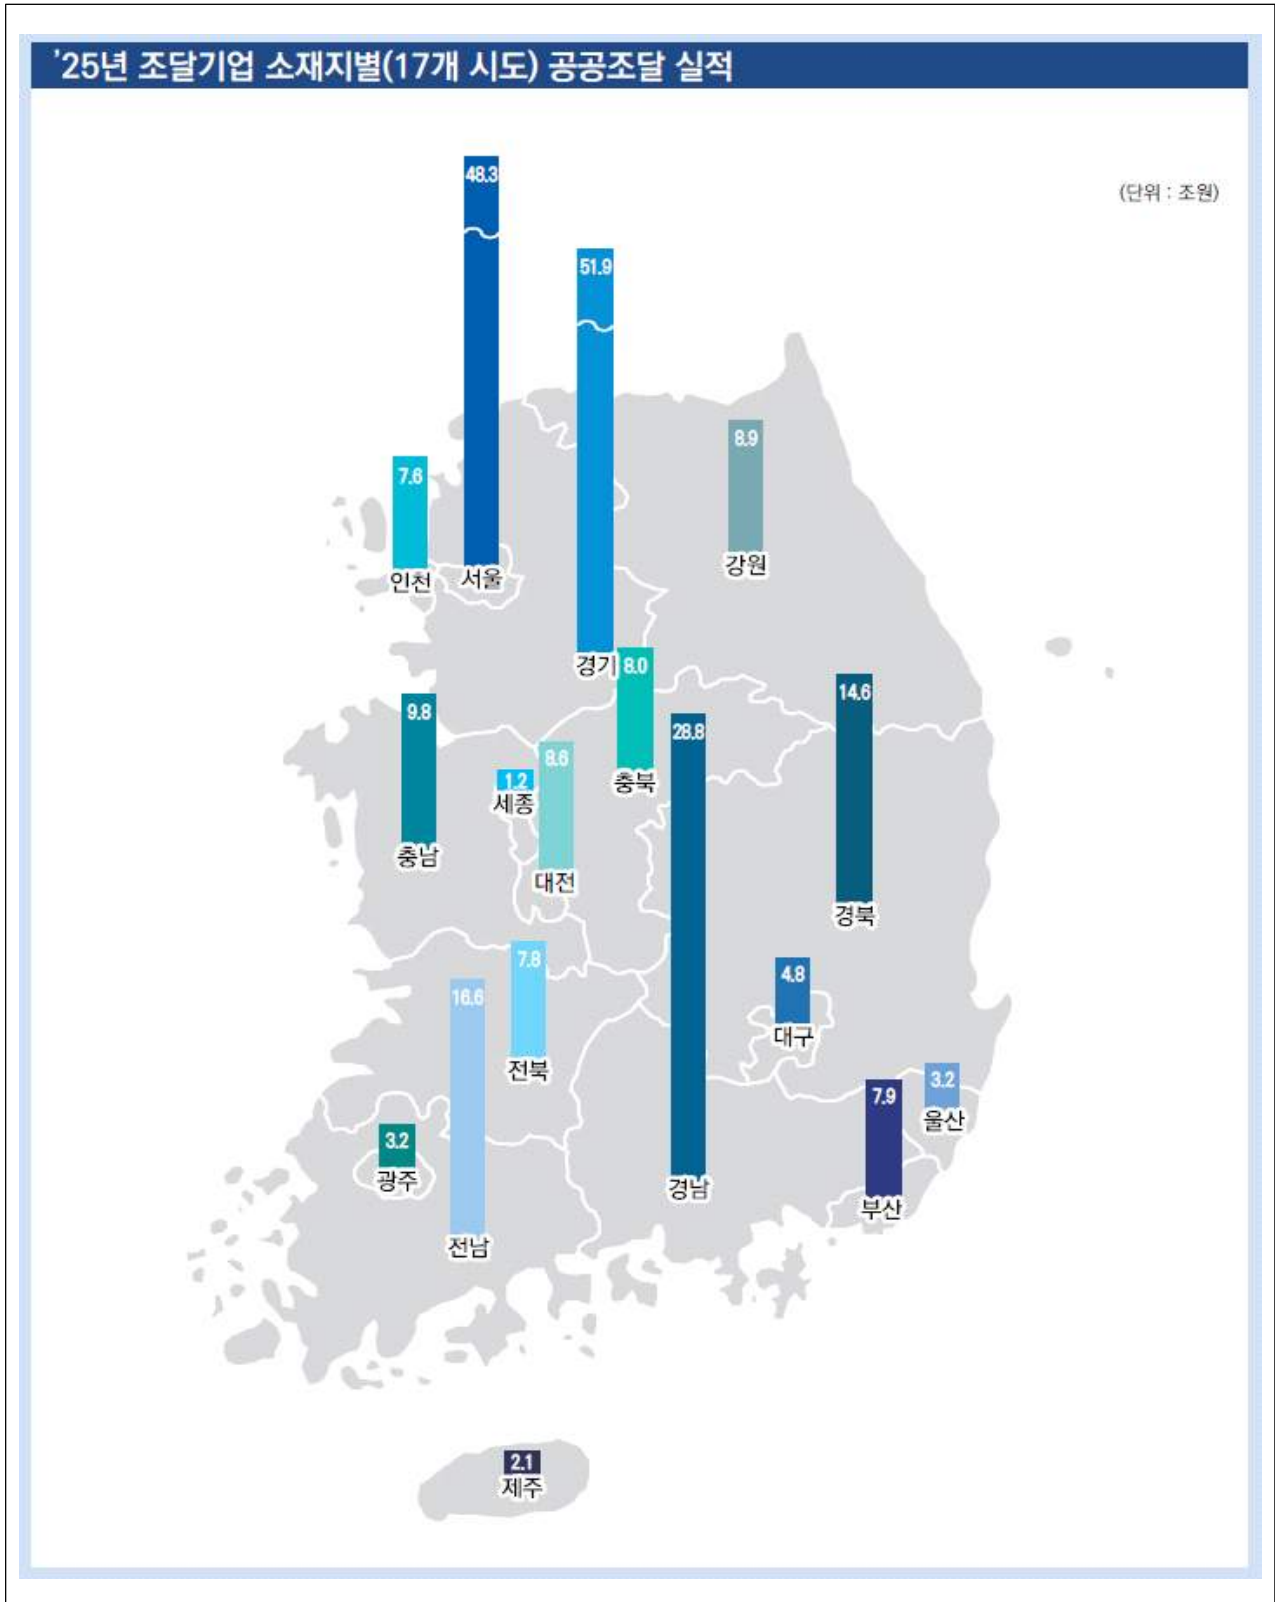 ’25년 조달기업 소재지별(17개 시도) 공공조달 실적
(단위 : 조원)
48.3
서울
51.9
경기
8.9
강원
7.6
인천
8.0
충북
14.6
경북
9.8
충남
28.8
경남
1.2
세종
8.6
대전
7.8
전북
4.8
대구
16.6
전남
3.2
울산
7.9
부산
3.2
광주
2.1
제주